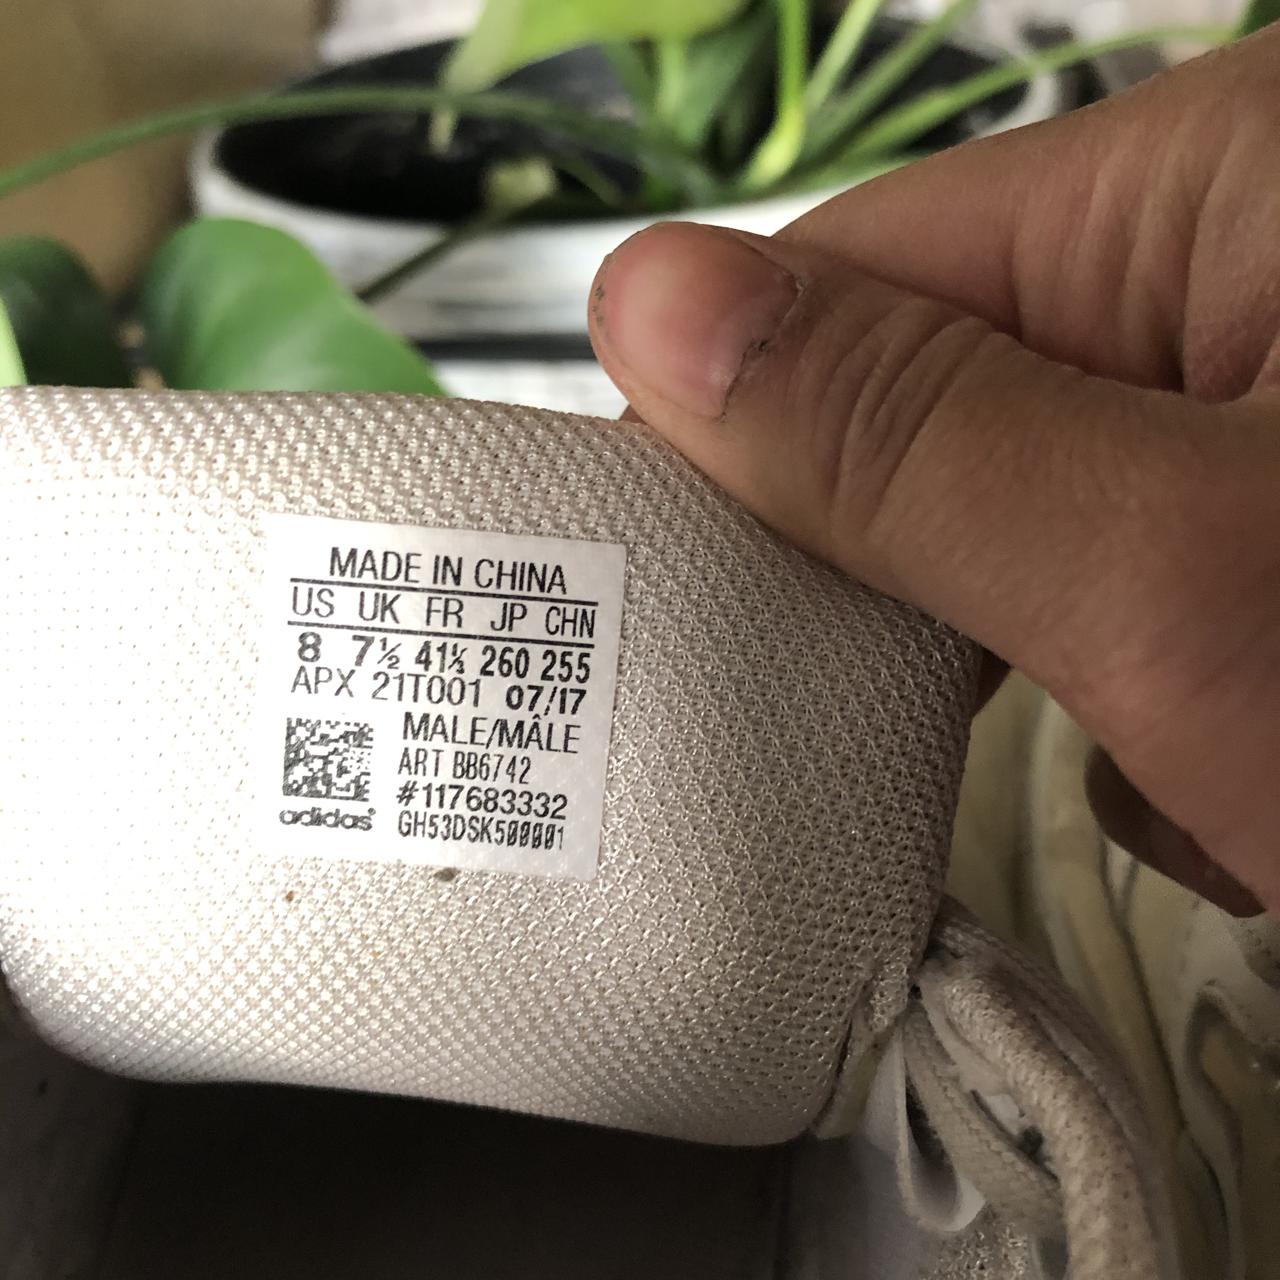 MADE IN CHINA
US UK FR JP CHN
8 7½ 41⅓ 260 255
APX 21T001 07/17
MALE/MÂLE
ART BB6742
#117683332
adidas GH53DSK500001